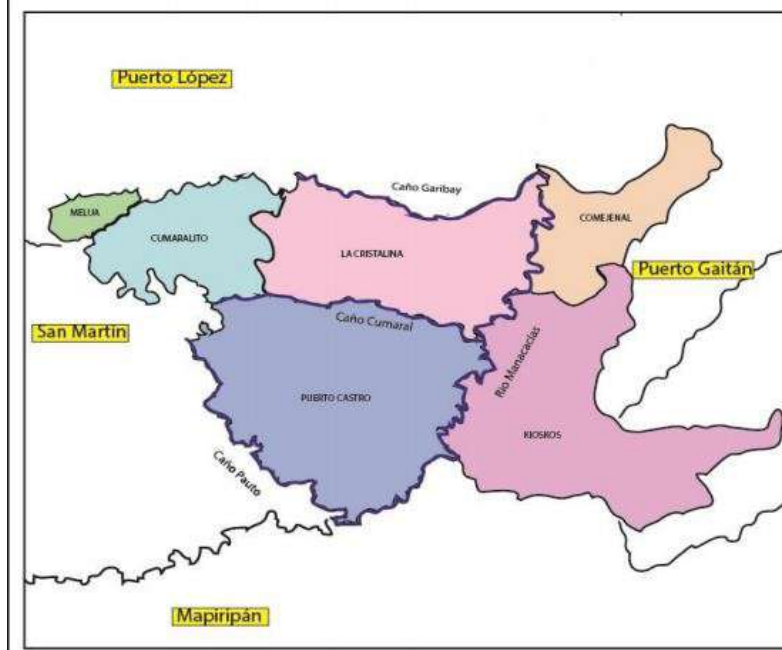 Puerto López
Caño Garibay
MELUA
COMEJENAL
CUMARALITO
LA CRISTALINA
Puerto Gaitán
San Martín
Caño Cumaral
Rio Manacacías
PUERTO CASTRO
KIOSKOS
Caño Pauto
Mapiripán